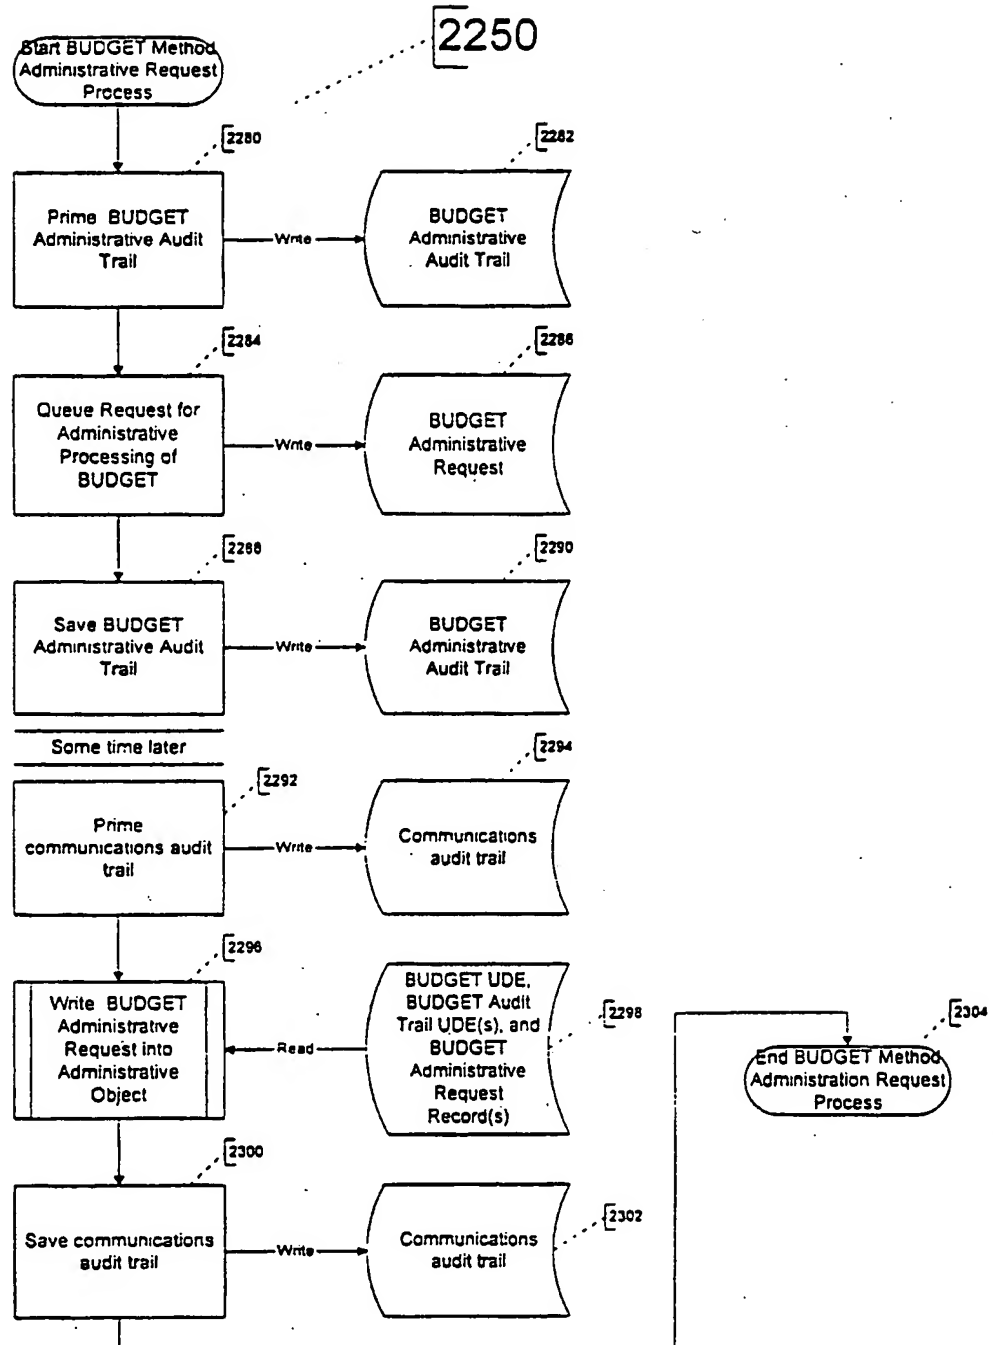 2250
Start BUDGET Method
Administrative Request
Process
2280
2282
Prime BUDGET
Administrative Audit
Trail
Write
BUDGET
Administrative
Audit Trail
2284
2286
Queue Request for
Administrative
Processing of
BUDGET
Write
BUDGET
Administrative
Request
2288
2290
Save BUDGET
Administrative Audit
Trail
Write
BUDGET
Administrative
Audit Trail
Some time later
2292
2294
Prime
communications audit
trail
Write
Communications
audit trail
2296
2298
Write BUDGET
Administrative
Request into
Administrative
Object
Read
BUDGET UDE,
BUDGET Audit
Trail UDE(s), and
BUDGET
Administrative
Request
Record(s)
2304
End BUDGET Method
Administration Request
Process
2300
2302
Save communications
audit trail
Write
Communications
audit trail